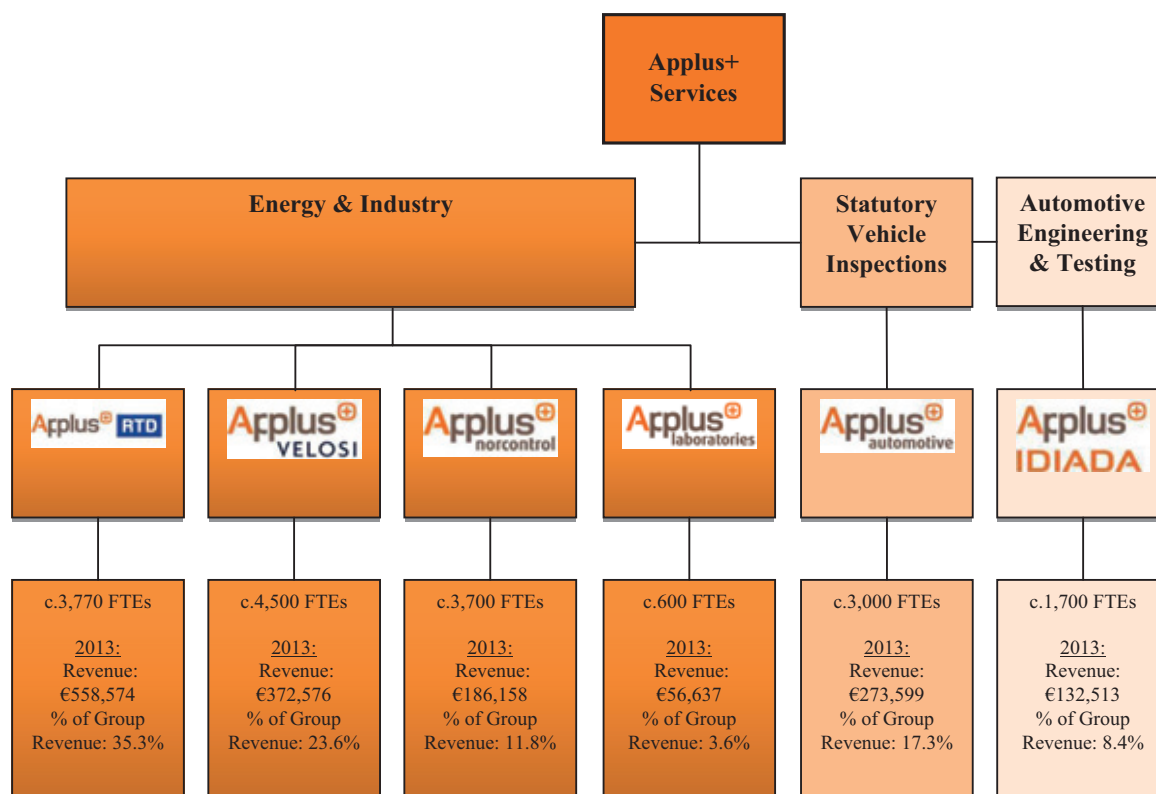 Applus+
Services
Energy & Industry
Statutory
Vehicle
Inspections
Automotive
Engineering
& Testing
Applus+ RTD
Applus+
VELOSI
Applus+
norcontrol
Applus+
laboratories
Applus+
automotive
Applus+
IDIADA
c.3,770 FTEs
2013:
Revenue:
€558,574
% of Group
Revenue: 35.3%
c.4,500 FTEs
2013:
Revenue:
€372,576
% of Group
Revenue: 23.6%
c.3,700 FTEs
2013:
Revenue:
€186,158
% of Group
Revenue: 11.8%
c.600 FTEs
2013:
Revenue:
€56,637
% of Group
Revenue: 3.6%
c.3,000 FTEs
2013:
Revenue:
€273,599
% of Group
Revenue: 17.3%
c.1,700 FTEs
2013:
Revenue:
€132,513
% of Group
Revenue: 8.4%